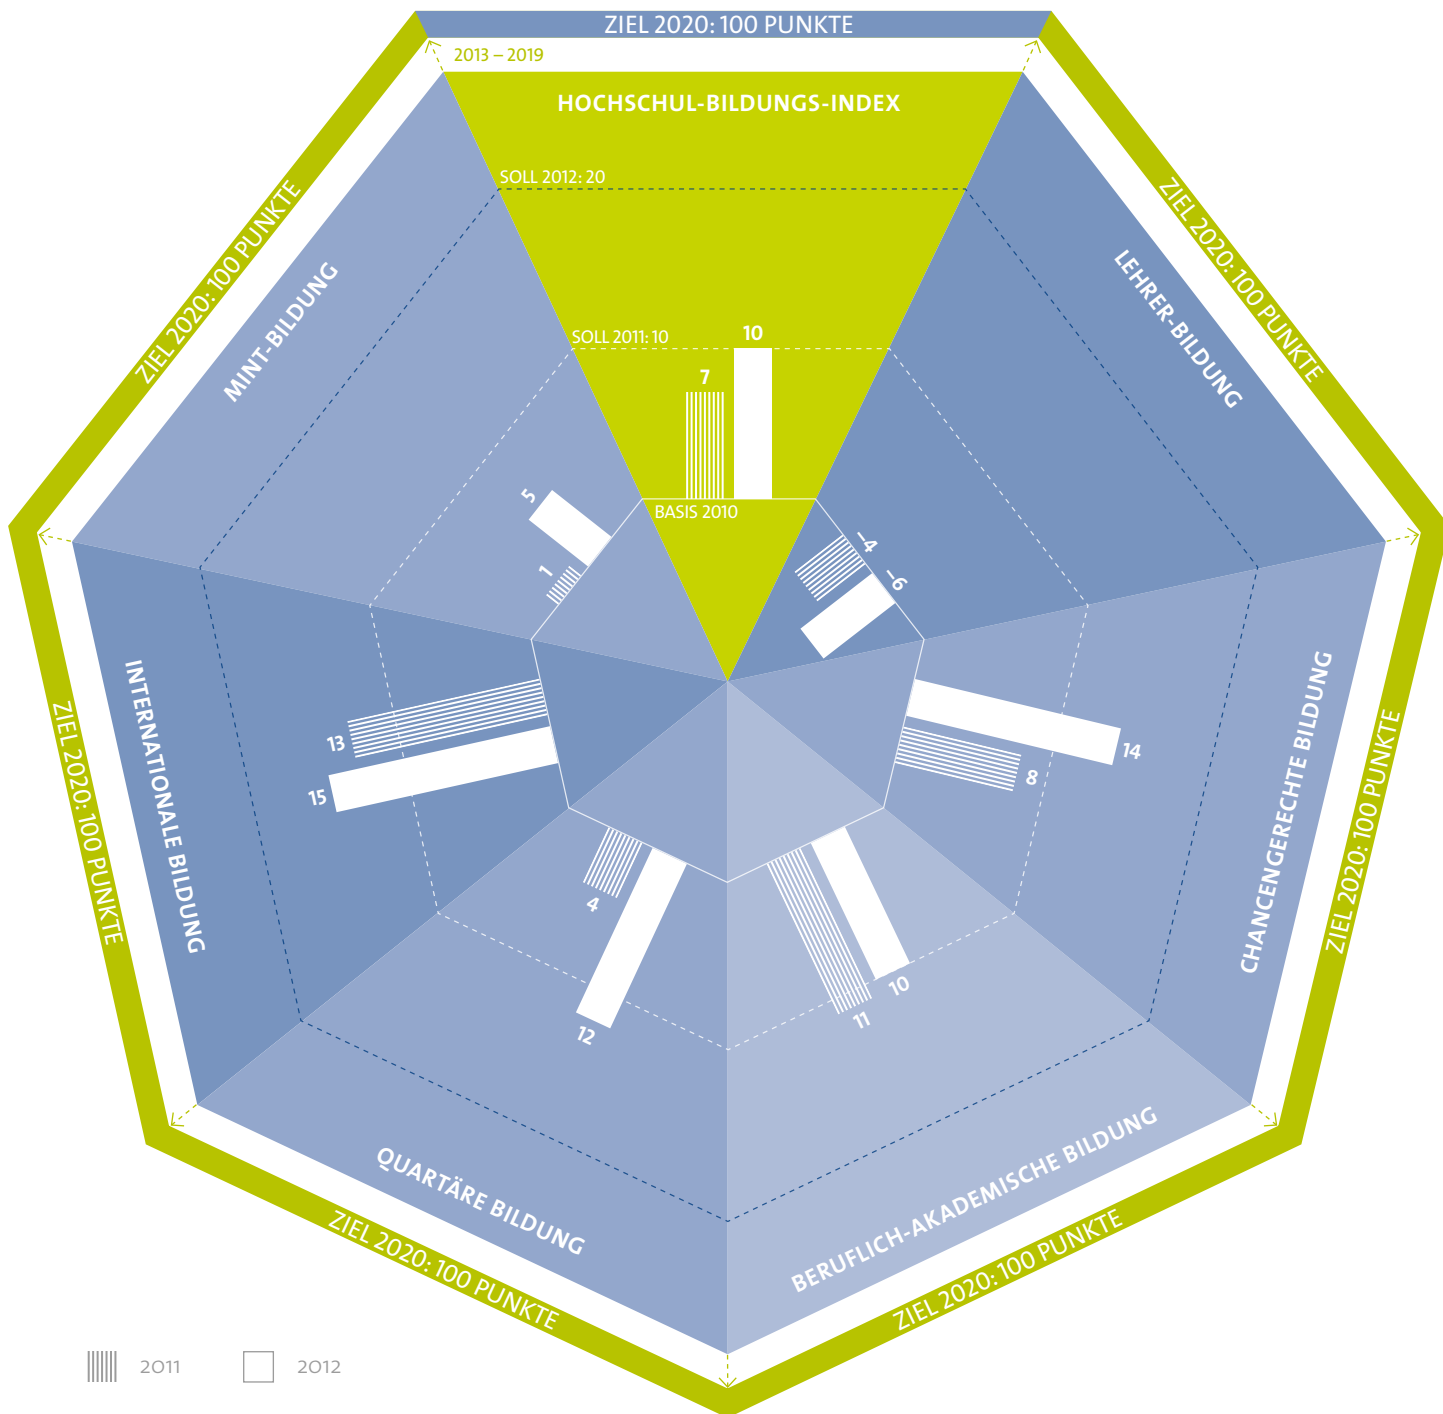 ZIEL 2020: 100 PUNKTE
2013 – 2019
HOCHSCHUL-BILDUNGS-INDEX
SOLL 2012: 20
SOLL 2011: 10
7
10
BASIS 2010
ZIEL 2020: 100 PUNKTE
LEHRER-BILDUNG
–4
–6
ZIEL 2020: 100 PUNKTE
CHANCENGERECHTE BILDUNG
14
8
ZIEL 2020: 100 PUNKTE
BERUFLICH-AKADEMISCHE BILDUNG
10
11
ZIEL 2020: 100 PUNKTE
QUARTÄRE BILDUNG
4
12
ZIEL 2020: 100 PUNKTE
INTERNATIONALE BILDUNG
13
15
ZIEL 2020: 100 PUNKTE
MINT-BILDUNG
5
1
2011
2012